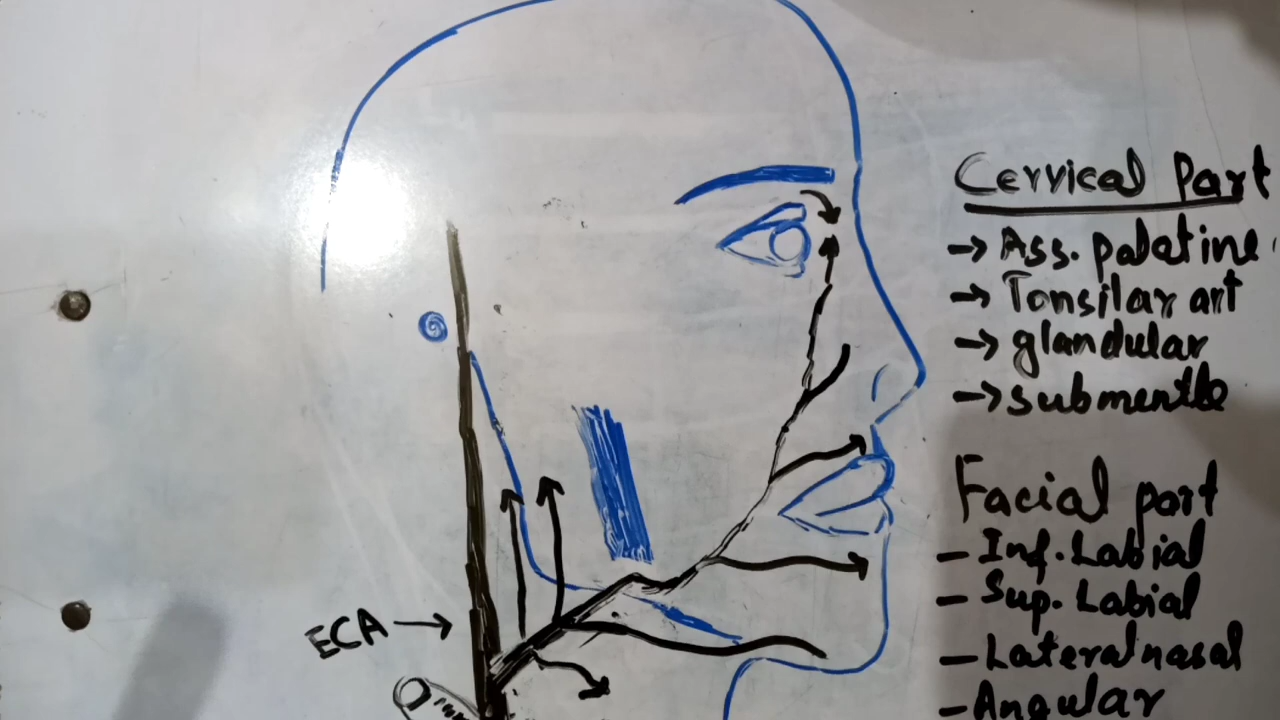 Cervical Part
→ Ass. palatine
→ Tonsilar art
→ glandular
→ submentle
Facial part
- Inf. Labial
- Sup. Labial
- Lateral nasal
- Angular
ECA →